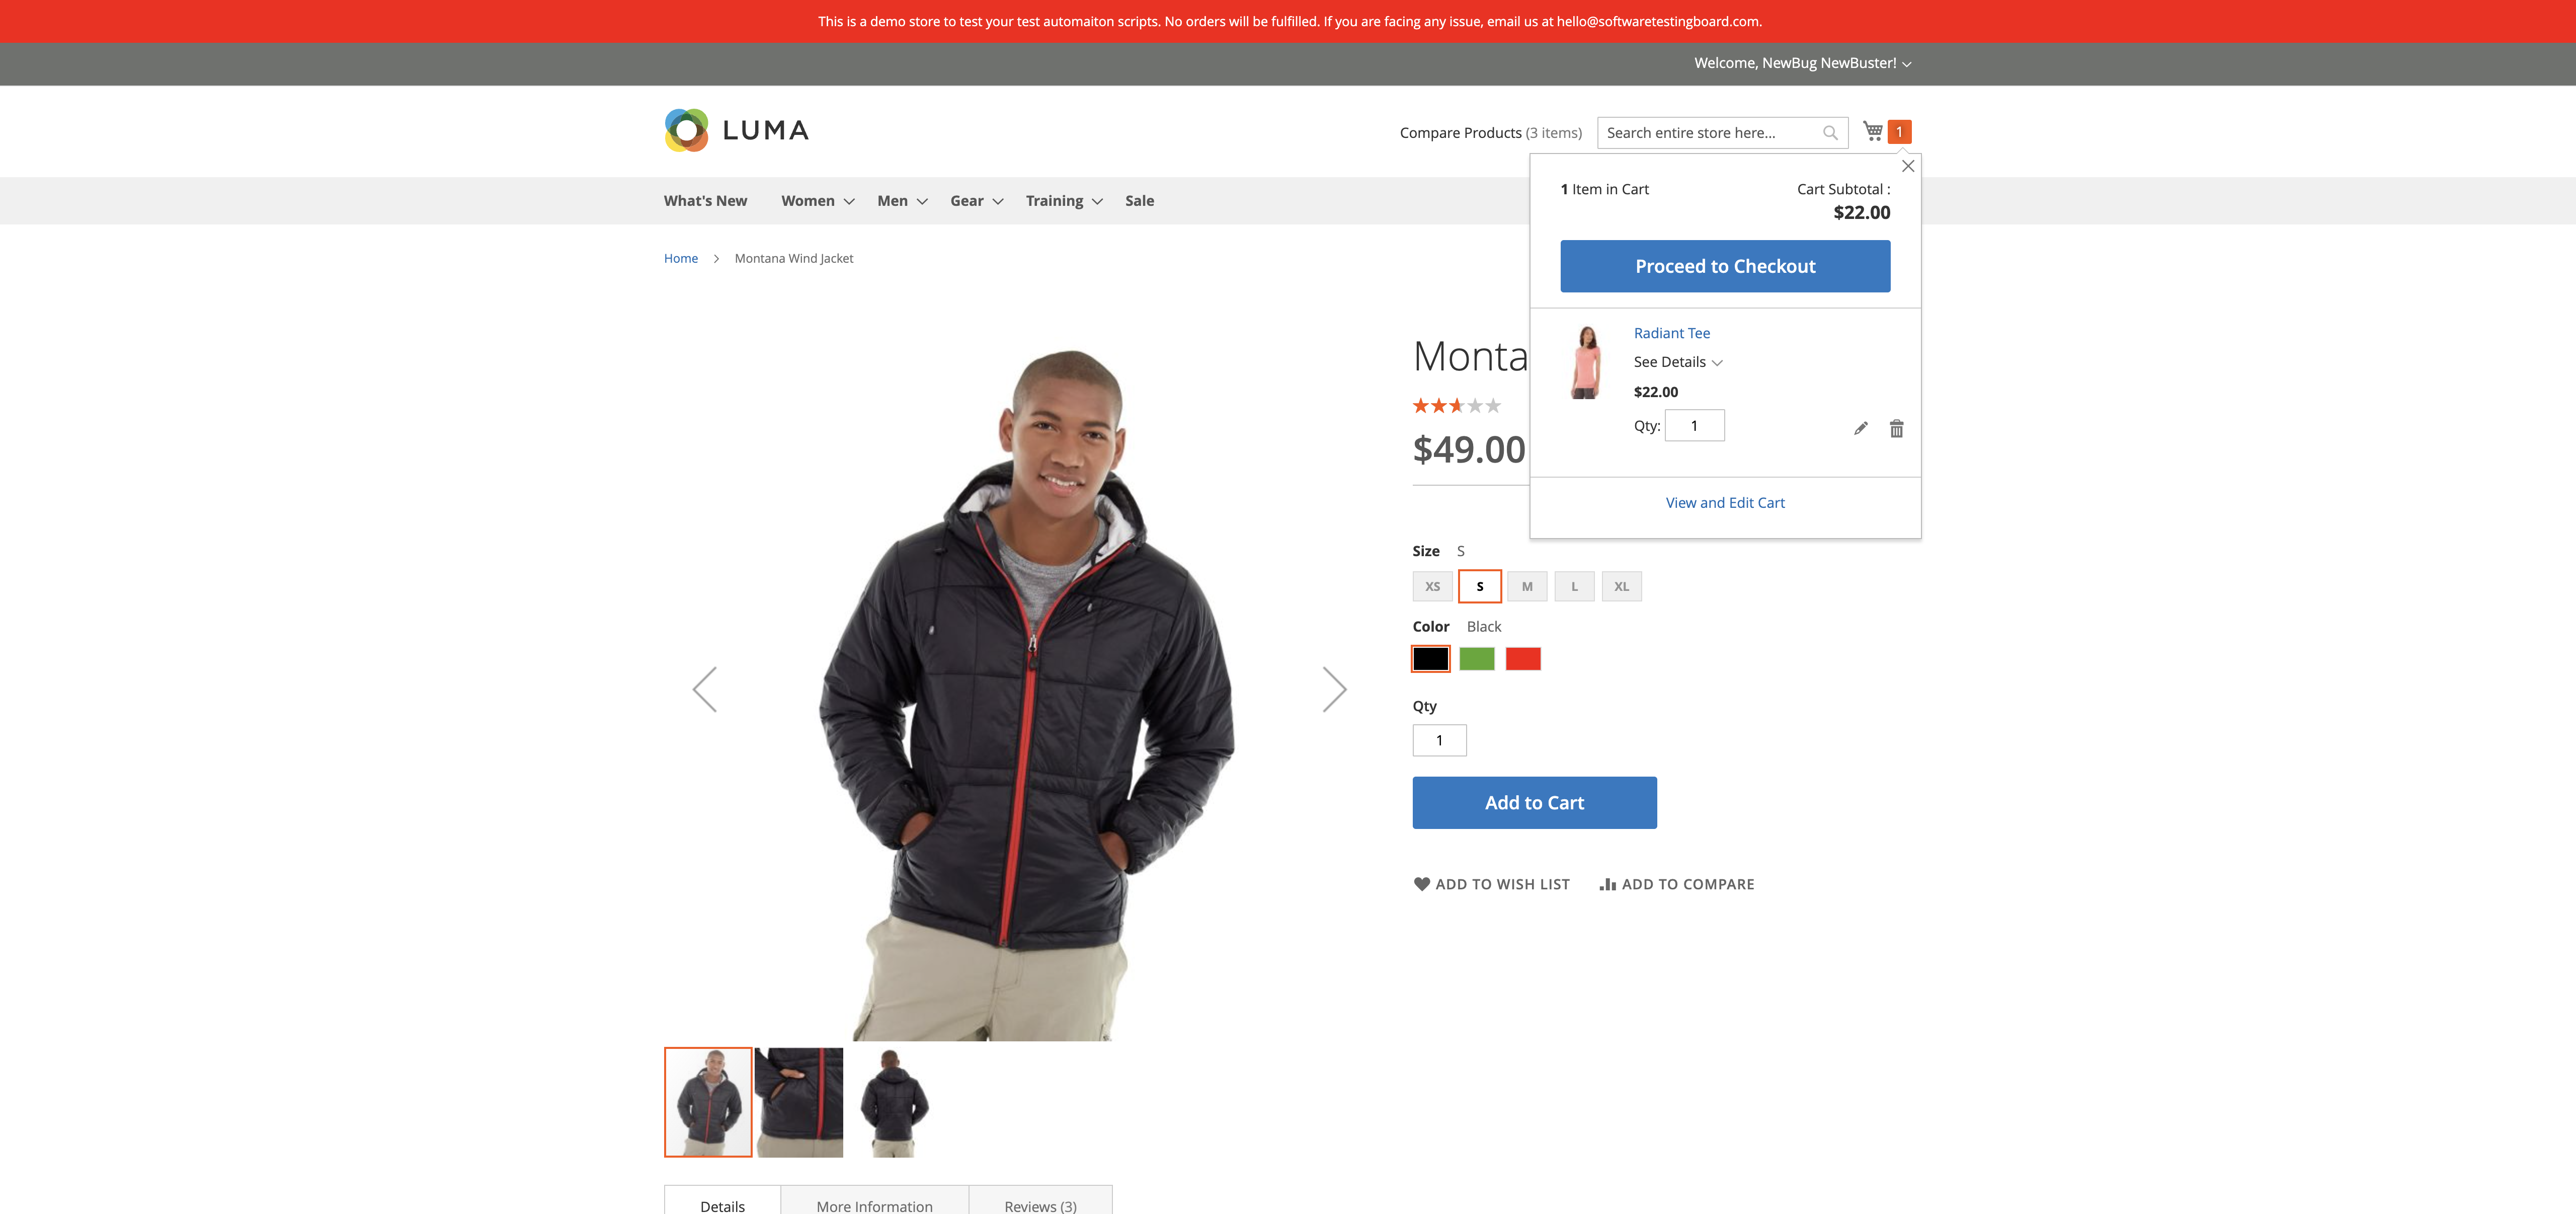 This is a demo store to test your test automaiton scripts. No orders will be fulfilled. If you are facing any issue, email us at hello@softwaretestingboard.com.
Welcome, NewBug NewBuster!
LUMA
Compare Products (3 items)
Search entire store here...
1
What's New
Women
Men
Gear
Training
Sale
1 Item in Cart
Cart Subtotal :
$22.00
Proceed to Checkout
Radiant Tee
See Details
$22.00
Qty: 1
View and Edit Cart
Home
Montana Wind Jacket
Monta
$49.00
Size S
XS S M L XL
Color Black
Qty
1
Add to Cart
ADD TO WISH LIST
ADD TO COMPARE
Details
More Information
Reviews (3)